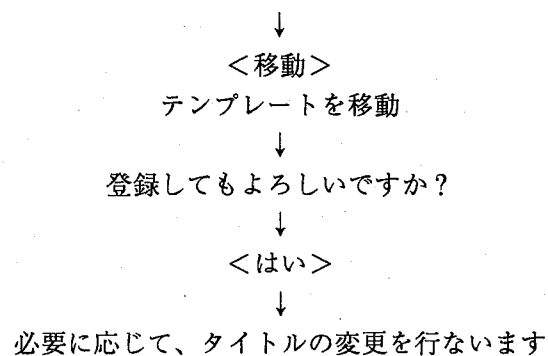 ↓
＜移動＞
テンプレートを移動
↓
登録してもよろしいですか？
↓
＜はい＞
↓
必要に応じて、タイトルの変更を行ないます